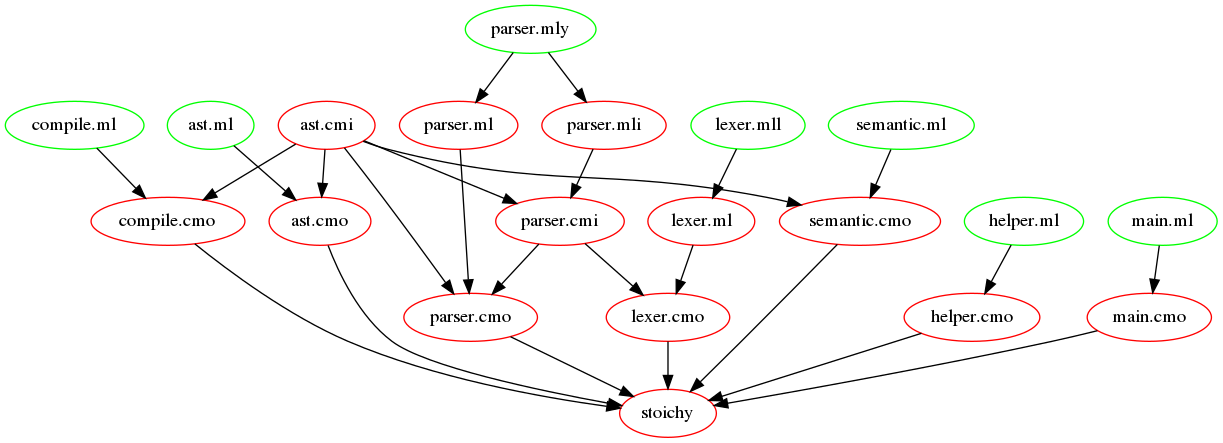 parser.mly
compile.ml
ast.ml
ast.cmi
parser.ml
parser.mli
lexer.mll
semantic.ml
compile.cmo
ast.cmo
parser.cmi
lexer.ml
semantic.cmo
helper.ml
main.ml
parser.cmo
lexer.cmo
helper.cmo
main.cmo
stoichy